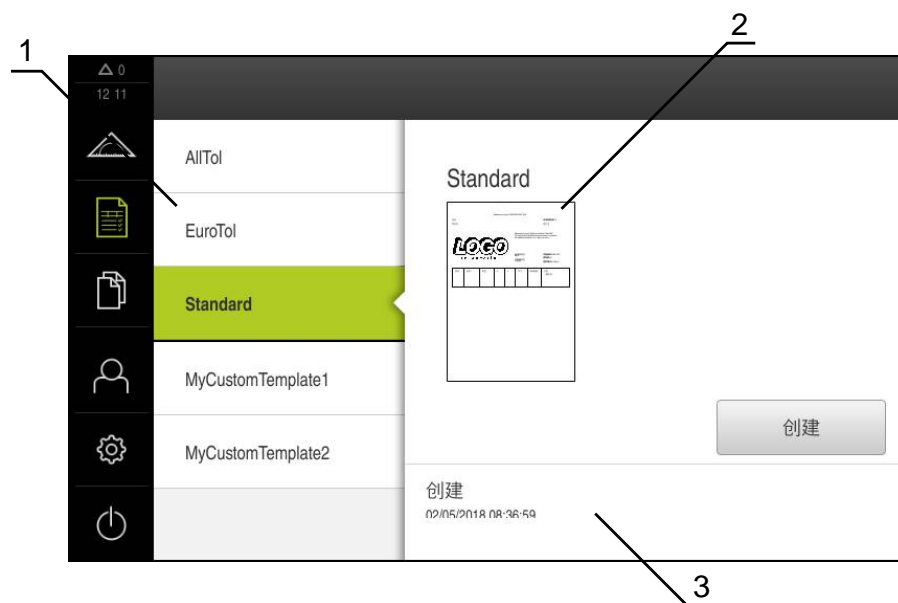 1
2
△ 0
12 11
AllTol
EuroTol
Standard
MyCustomTemplate1
MyCustomTemplate2
Standard
LOGO
创建
创建
02/05/2018 08:36:59
3